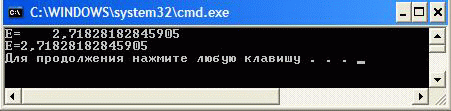 C:\WINDOWS\system32\cmd.exe
E=    2,71828182845905
E=2,71828182845905
Для продолжения нажмите любую клавишу . . . _